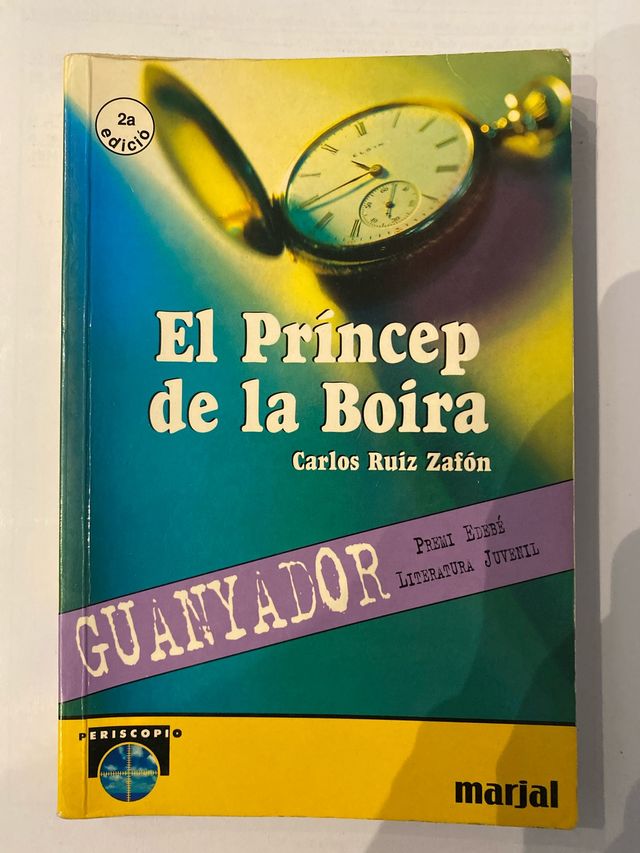 2a
edició
ELGIN
El Príncep
de la Boira
Carlos Ruiz Zafón
GUANYADOR
PREMI EDEBÉ
LITERATURA JUVENIL
PERISCOPIO
marjal